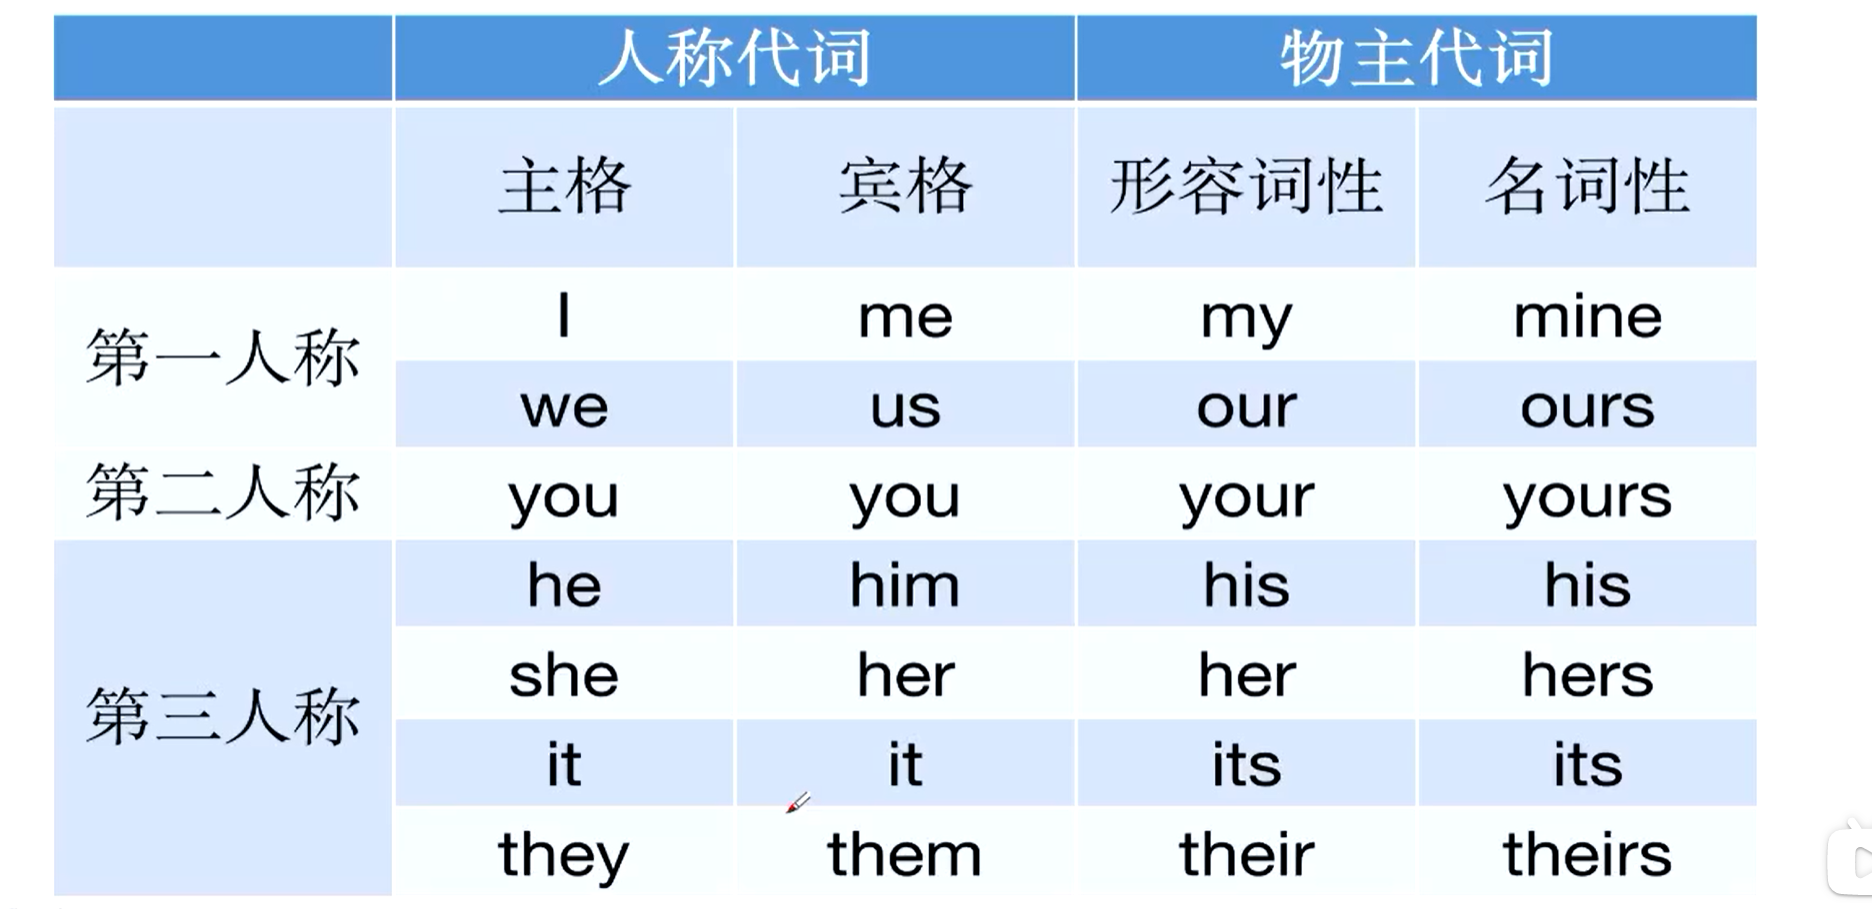 人称代词 物主代词
主格 宾格 形容词性 名词性
第一人称 I me my mine
we us our ours
第二人称 you you your yours
第三人称 he him his his
she her her hers
it it its its
they them their theirs